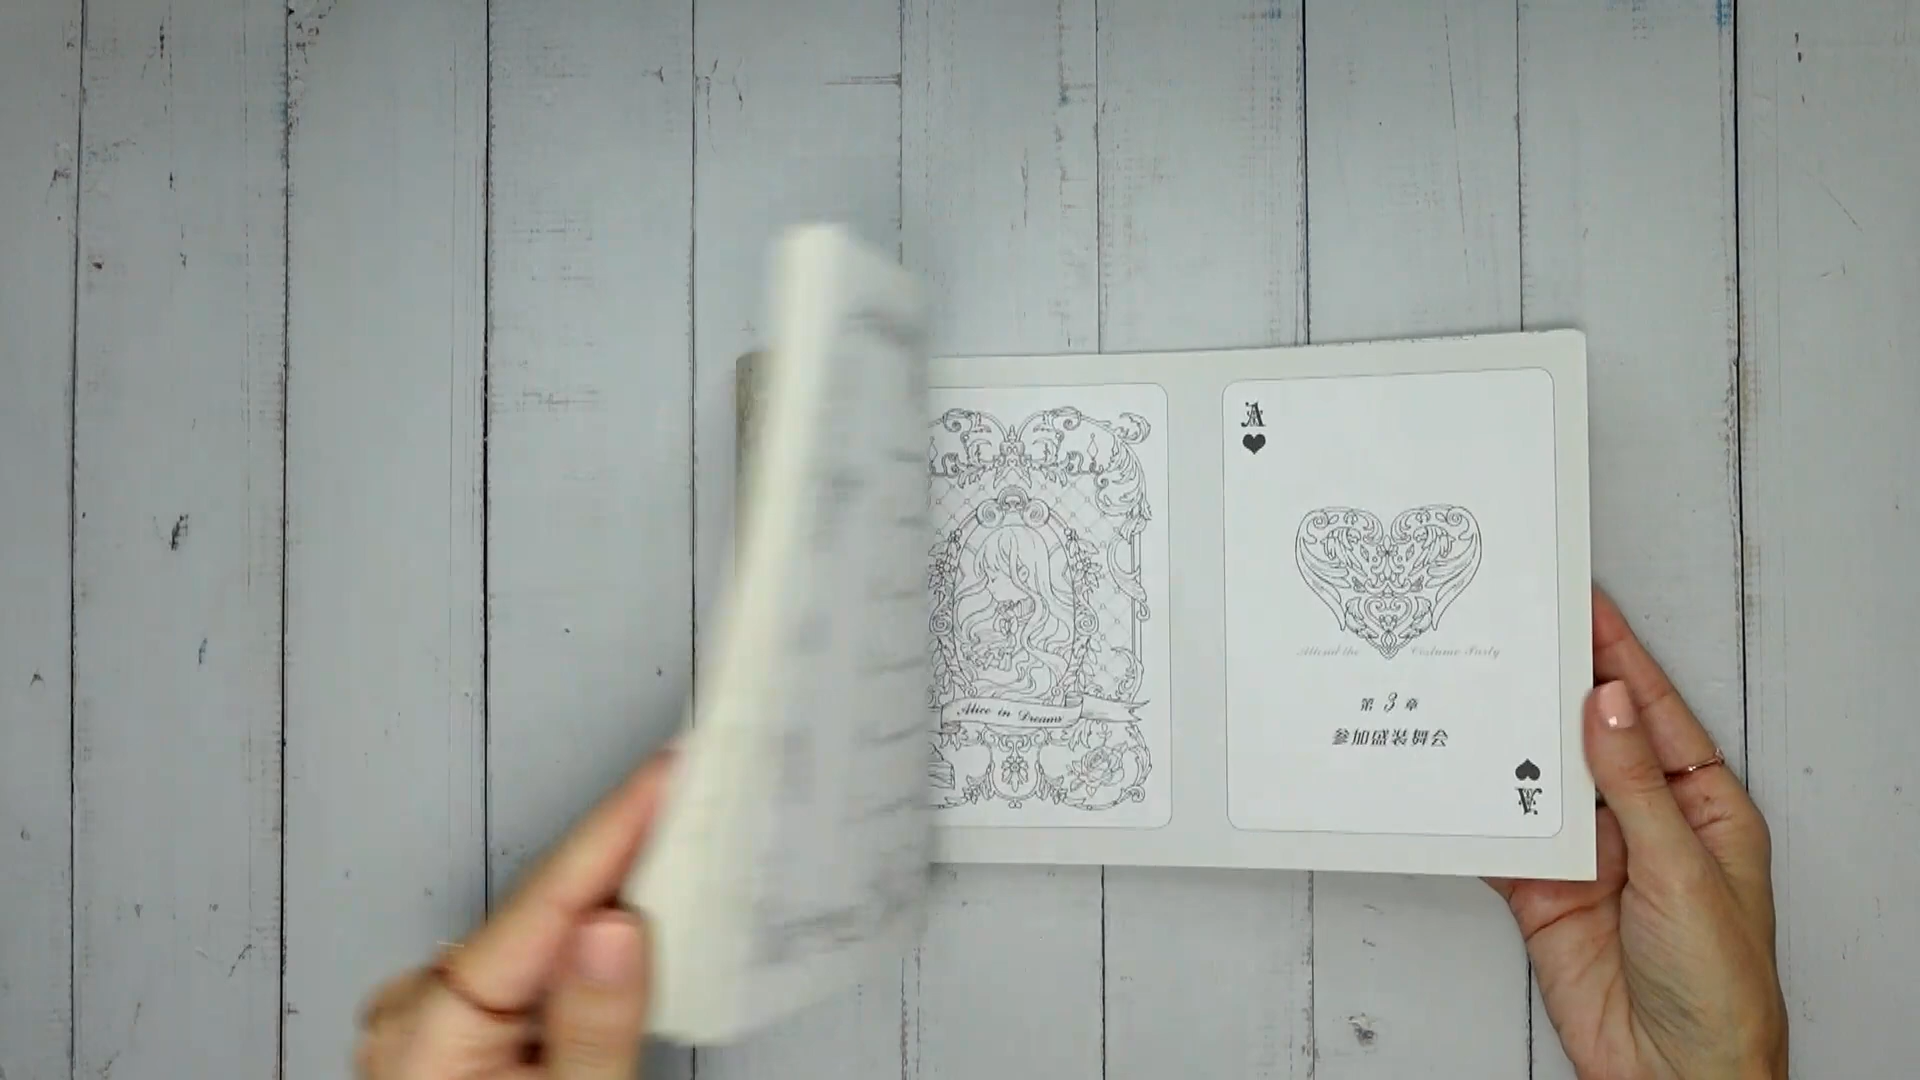 Alice in Dreams
A
Attend the Costume Party
第 3 章
参加盛装舞会
A